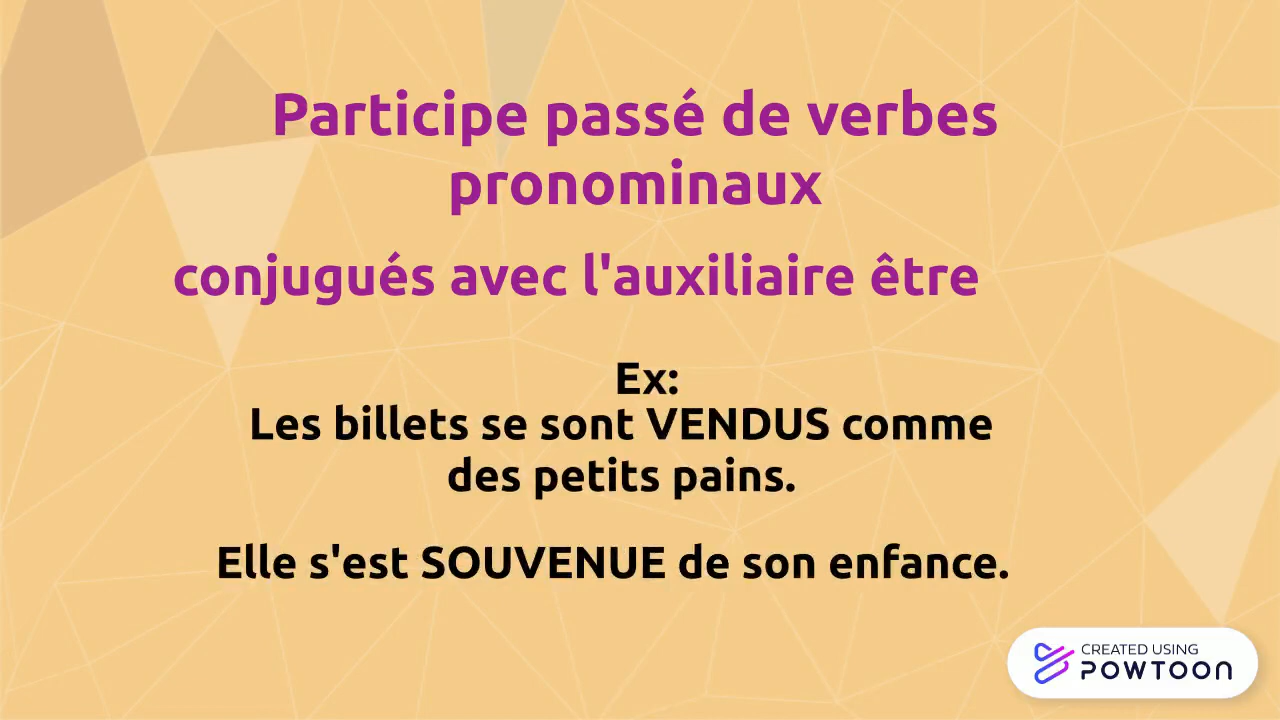 Participe passé de verbes
pronominaux
conjugués avec l'auxiliaire être
Ex:
Les billets se sont VENDUS comme
des petits pains.
Elle s'est SOUVENUE de son enfance.
CREATED USING
POWTOON